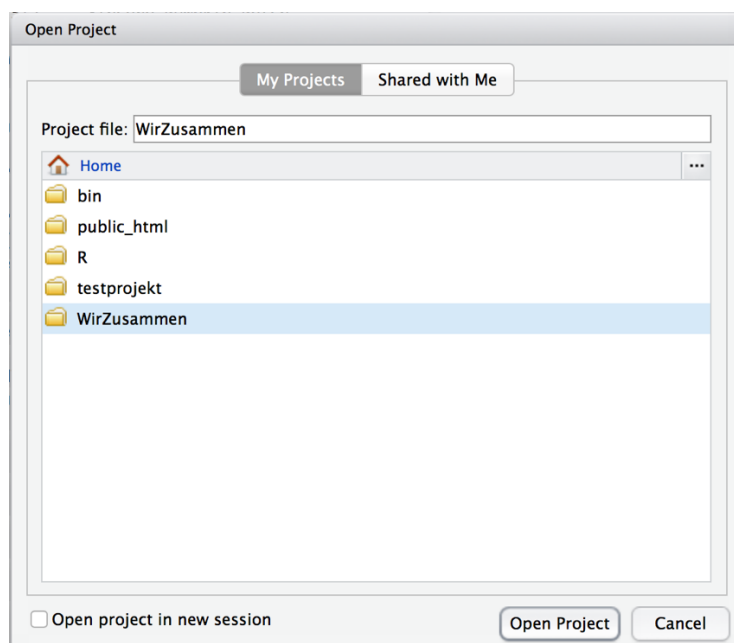 Open Project
My Projects Shared with Me
Project file: WirZusammen
Home ...
bin
public_html
R
testprojekt
WirZusammen
Open project in new session Open Project Cancel